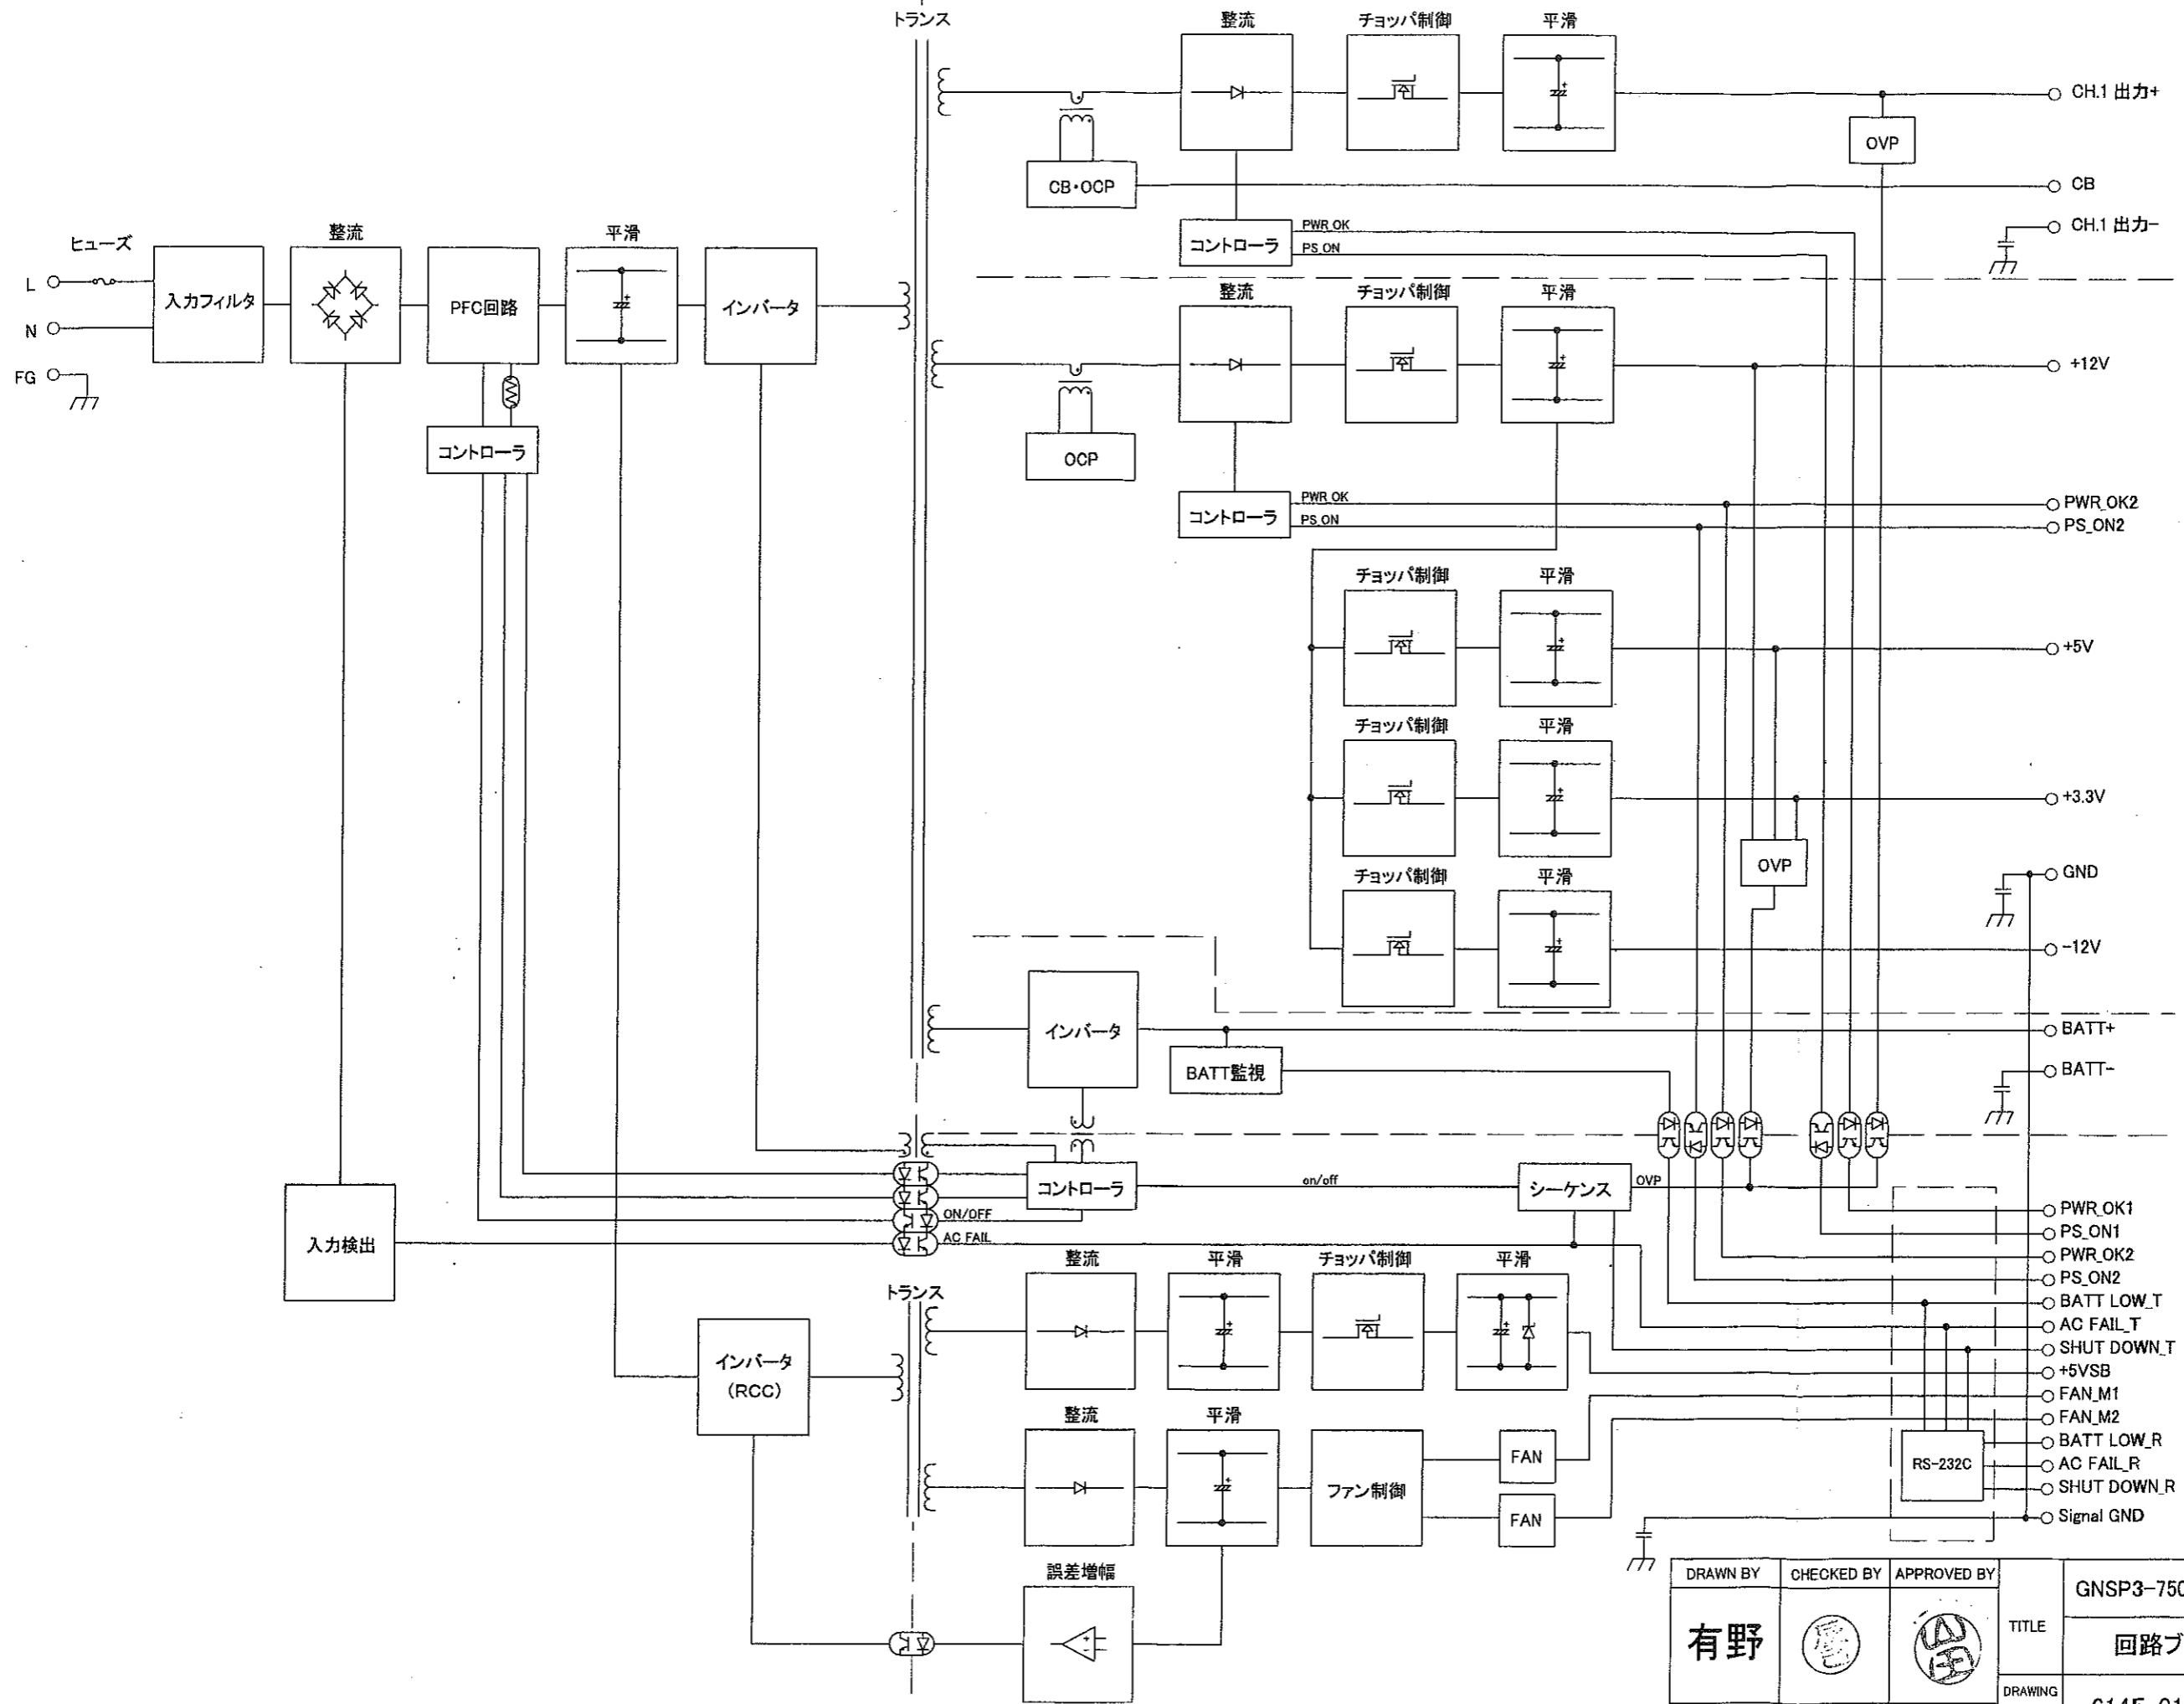 トランス
整流
チョッパ制御
平滑
CH.1 出力+
OVP
CB・OCP
CB
CH.1 出力-
コントローラ
PWR_OK
PS_ON
ヒューズ
整流
平滑
L
N
FG
入力フィルタ
PFC回路
インバータ
コントローラ
整流
チョッパ制御
平滑
+12V
OCP
コントローラ
PWR_OK
PS_ON
PWR_OK2
PS_ON2
チョッパ制御
平滑
+5V
チョッパ制御
平滑
+3.3V
OVP
GND
チョッパ制御
平滑
-12V
インバータ
BATT+
BATT監視
BATT-
コントローラ
on/off
シーケンス
OVP
ON/OFF
AC FAIL
入力検出
PWR_OK1
PS_ON1
PWR_OK2
PS_ON2
BATT LOW_T
AC FAIL_T
SHUT DOWN_T
+5VSB
FAN_M1
FAN_M2
BATT LOW_R
AC FAIL_R
SHUT DOWN_R
Signal GND
RS-232C
トランス
整流
平滑
チョッパ制御
平滑
インバータ
(RCC)
整流
平滑
ファン制御
FAN
FAN
誤差増幅
DRAWN BY
CHECKED BY
APPROVED BY
有野
TITLE
GNSP3-750
回路ブ
DRAWING